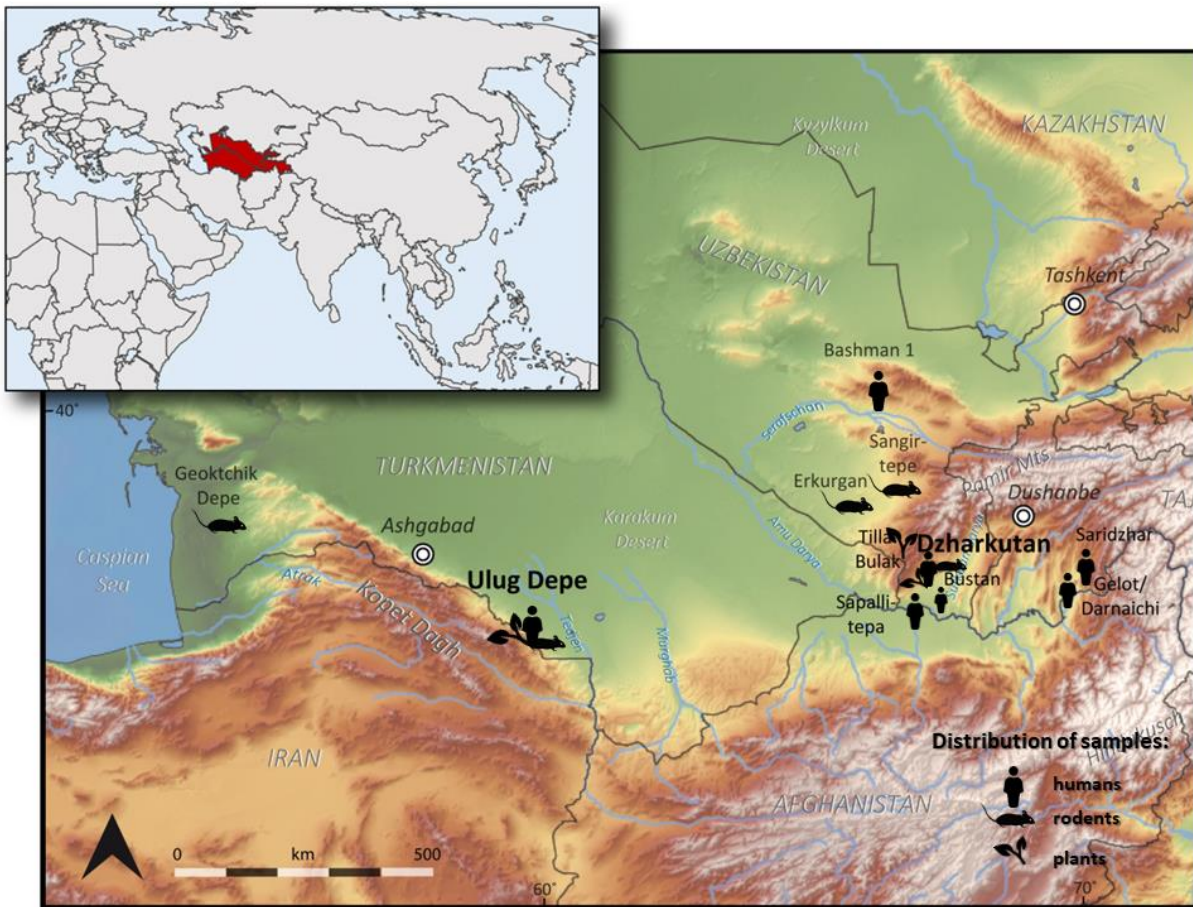 Kyzylkum
Desert
KAZAKHSTAN
UZBEKISTAN
Tashkent
Bashman 1
40°
Serafschan
Sangir-
tepe
Geoktchik
Depe
TURKMENISTAN
Erkurgan
Pamir Mts.
Dushanbe
Ashgabad
Karakum
Desert
Amu Darya
Tilla
Bulak
Dzharkutan
Saridzhar
Caspian
Sea
Atrak
Kopet Dagh
Ulug Depe
Bustan
Gelot/
Darnaichi
Sapalli-
tepa
Tedjen
Murghab
IRAN
Distribution of samples:
humans
AFGHANISTAN
rodents
plants
0 km 500
60°
70°